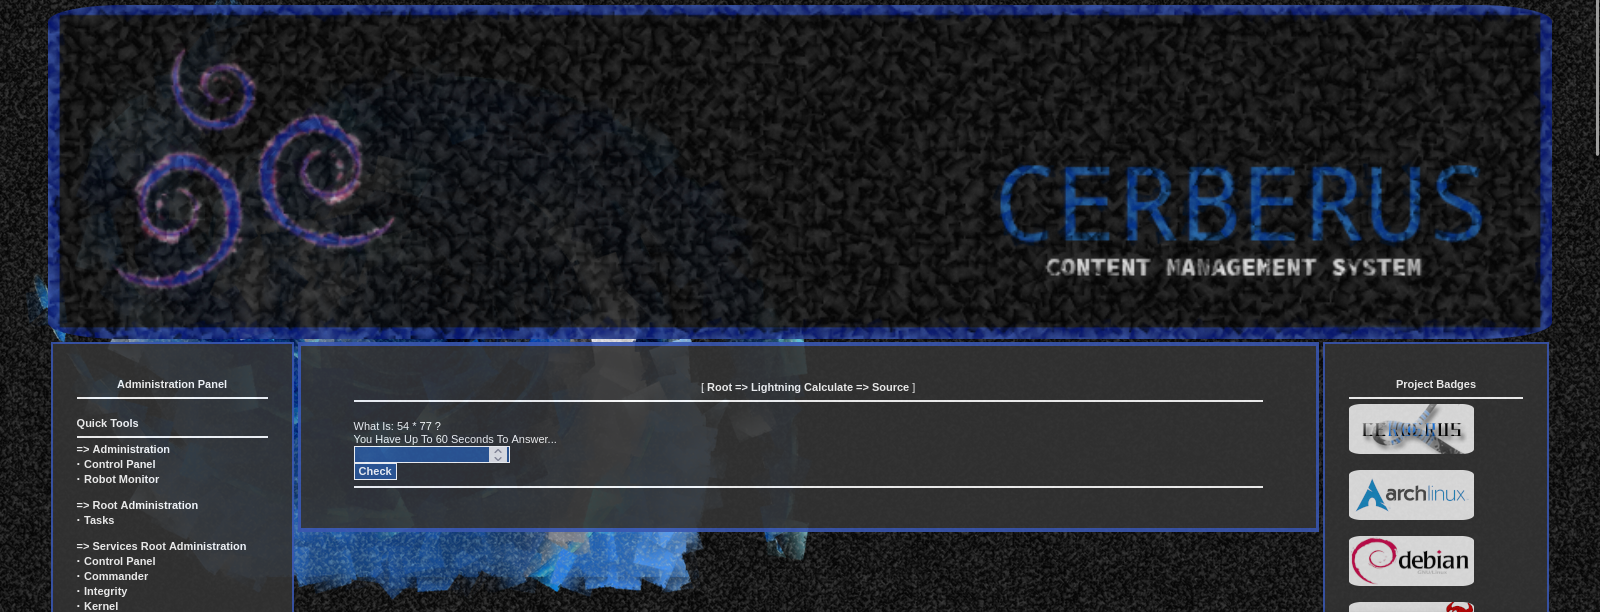 CERBERUS
CONTENT MANAGEMENT SYSTEM
Administration Panel
Quick Tools
=> Administration
· Control Panel
· Robot Monitor
=> Root Administration
· Tasks
=> Services Root Administration
· Control Panel
· Commander
· Integrity
· Kernel
[ Root => Lightning Calculate => Source ]
What Is: 54 * 77 ?
You Have Up To 60 Seconds To Answer...
Check
Project Badges
CERBERUS
archlinux
debian